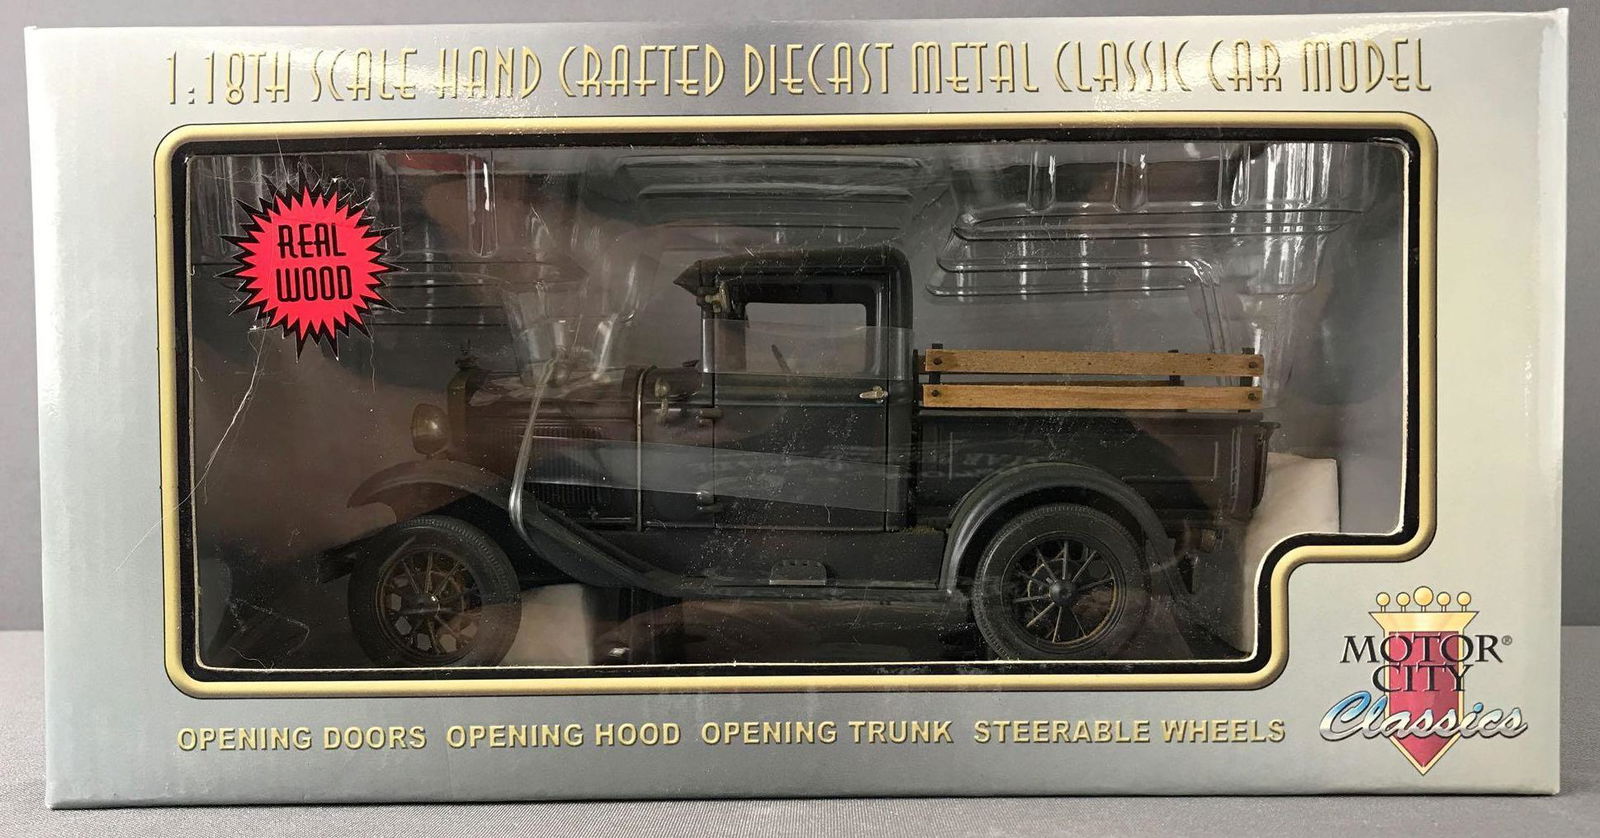 1:18TH SCALE HAND CRAFTED DIECAST METAL CLASSIC CAR MODEL
REAL
WOOD
MOTOR®
CITY
Classics
OPENING DOORS OPENING HOOD OPENING TRUNK STEERABLE WHEELS